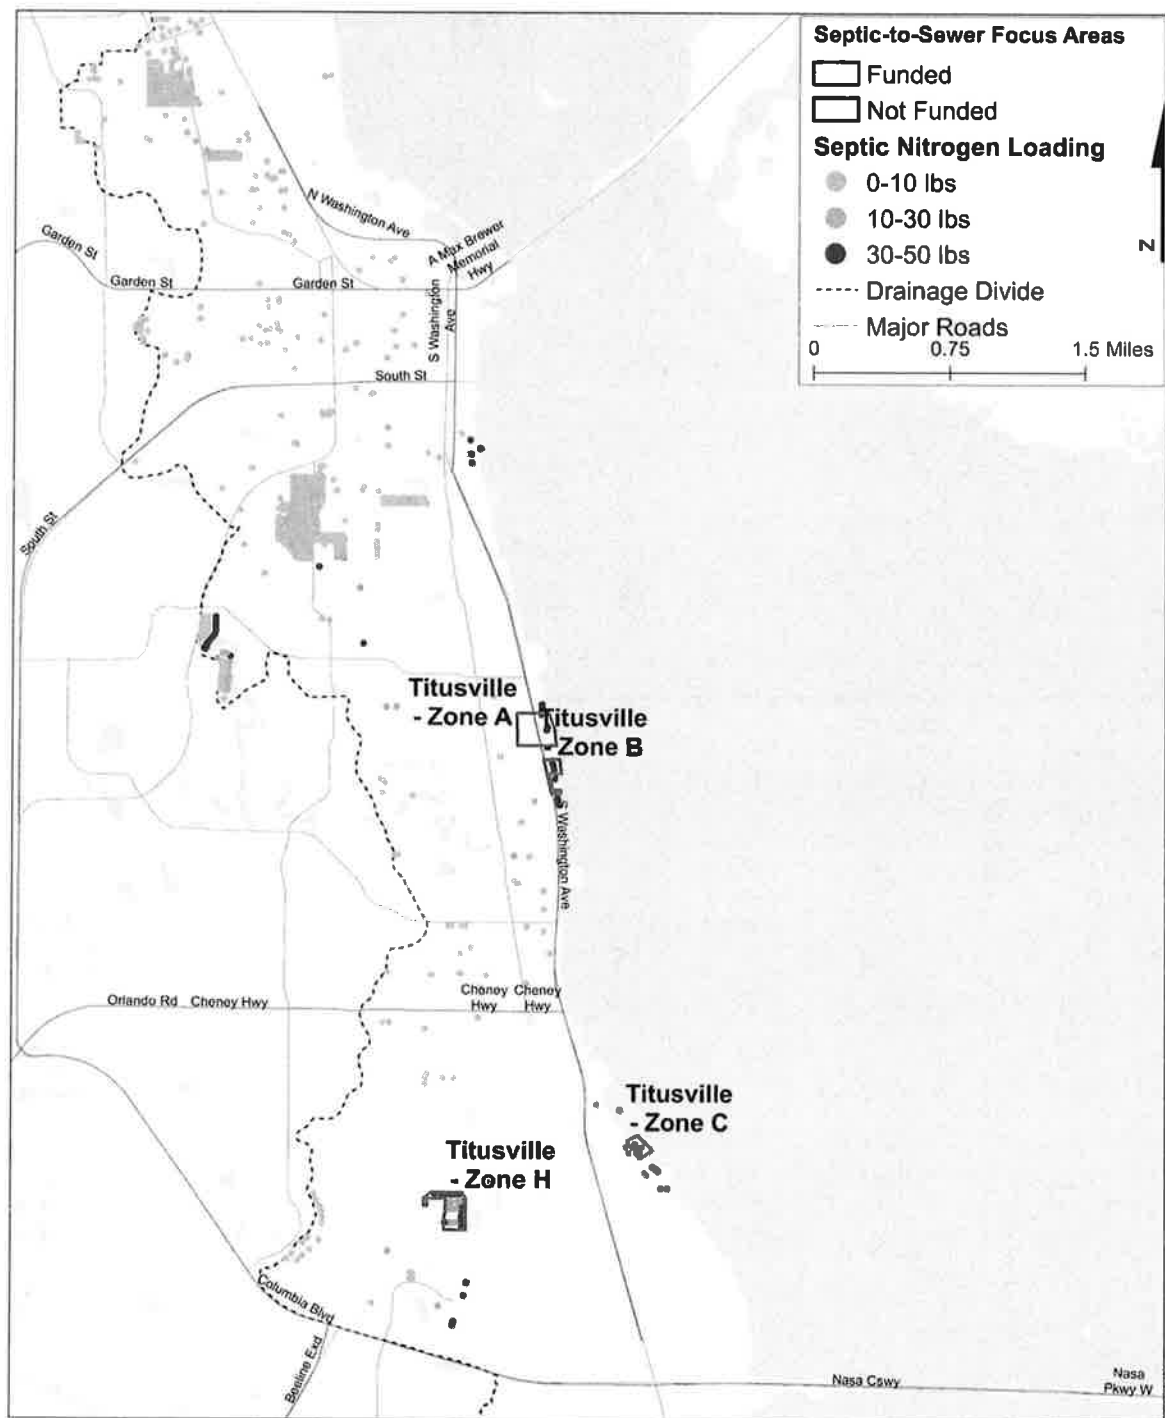 Septic-to-Sewer Focus Areas
Funded
Not Funded
Septic Nitrogen Loading
0-10 lbs
10-30 lbs
30-50 lbs
Drainage Divide
Major Roads
0 0.75 1.5 Miles
Z
N Washington Ave
A Max Brewer
Memorial
Hwy
Garden St
Garden St
Garden St
S Washington
Ave
South St
South St
Titusville
- Zone A
Titusville
Zone B
S Washington Ave
Orlando Rd
Cheney Hwy
Cheney
Hwy
Cheney
Hwy
Titusville
- Zone C
Titusville
- Zone H
Columbia Blvd
Beeline Exd
Nasa Cswy
Nasa
Pkwy W